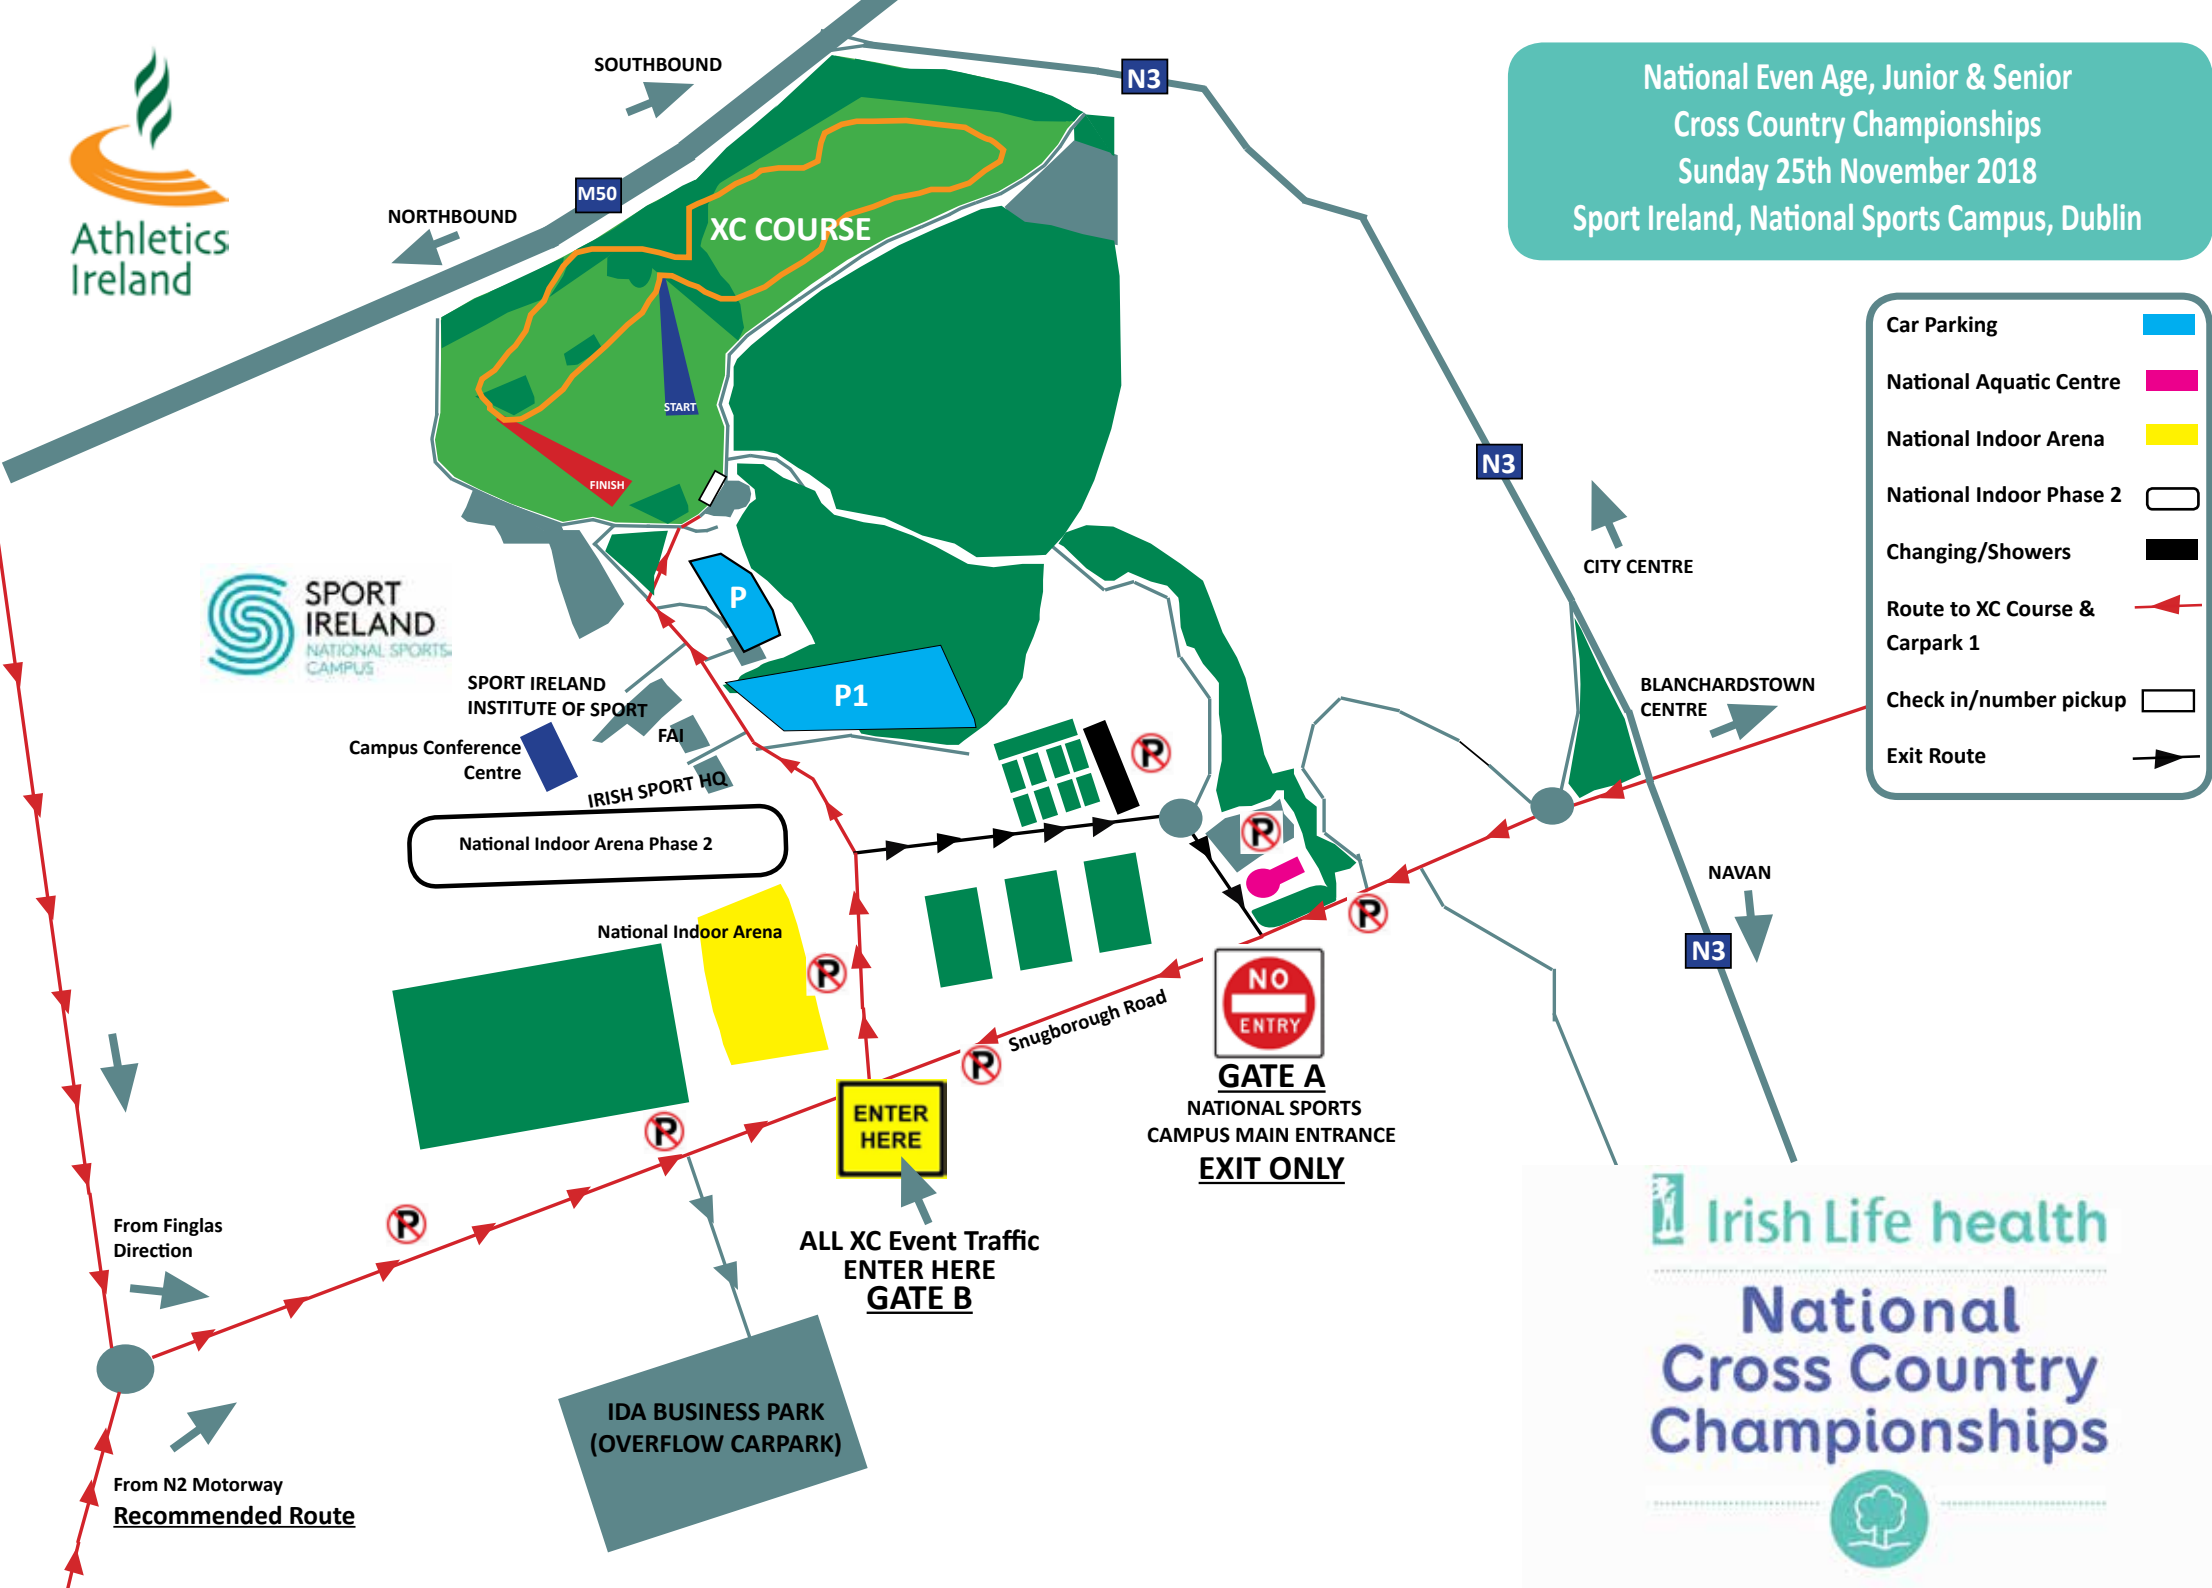 Athletics
Ireland
SOUTHBOUND
NORTHBOUND
M50
N3
National Even Age, Junior & Senior
Cross Country Championships
Sunday 25th November 2018
Sport Ireland, National Sports Campus, Dublin
XC COURSE
START
FINISH
Car Parking
National Aquatic Centre
National Indoor Arena
National Indoor Phase 2
Changing/Showers
Route to XC Course &
Carpark 1
Check in/number pickup
Exit Route
N3
CITY CENTRE
BLANCHARDSTOWN
CENTRE
NAVAN
N3
SPORT
IRELAND
NATIONAL SPORTS
CAMPUS
P
P1
SPORT IRELAND
INSTITUTE OF SPORT
FAI
Campus Conference
Centre
IRISH SPORT HQ
National Indoor Arena Phase 2
National Indoor Arena
P
P
P
P
P
P
P
Snugborough Road
NO
ENTRY
GATE A
NATIONAL SPORTS
CAMPUS MAIN ENTRANCE
EXIT ONLY
ENTER
HERE
ALL XC Event Traffic
ENTER HERE
GATE B
From Finglas
Direction
From N2 Motorway
Recommended Route
IDA BUSINESS PARK
(OVERFLOW CARPARK)
Irish Life health
National
Cross Country
Championships